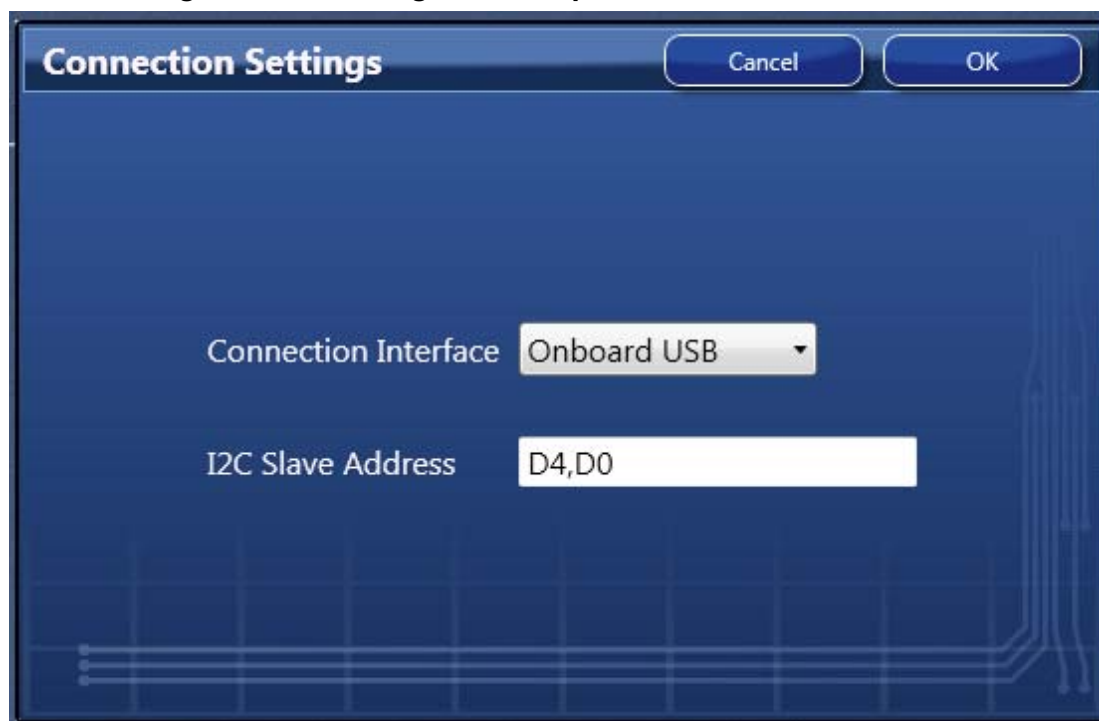 Connection Settings
Cancel
OK
Connection Interface
Onboard USB
I2C Slave Address
D4,D0